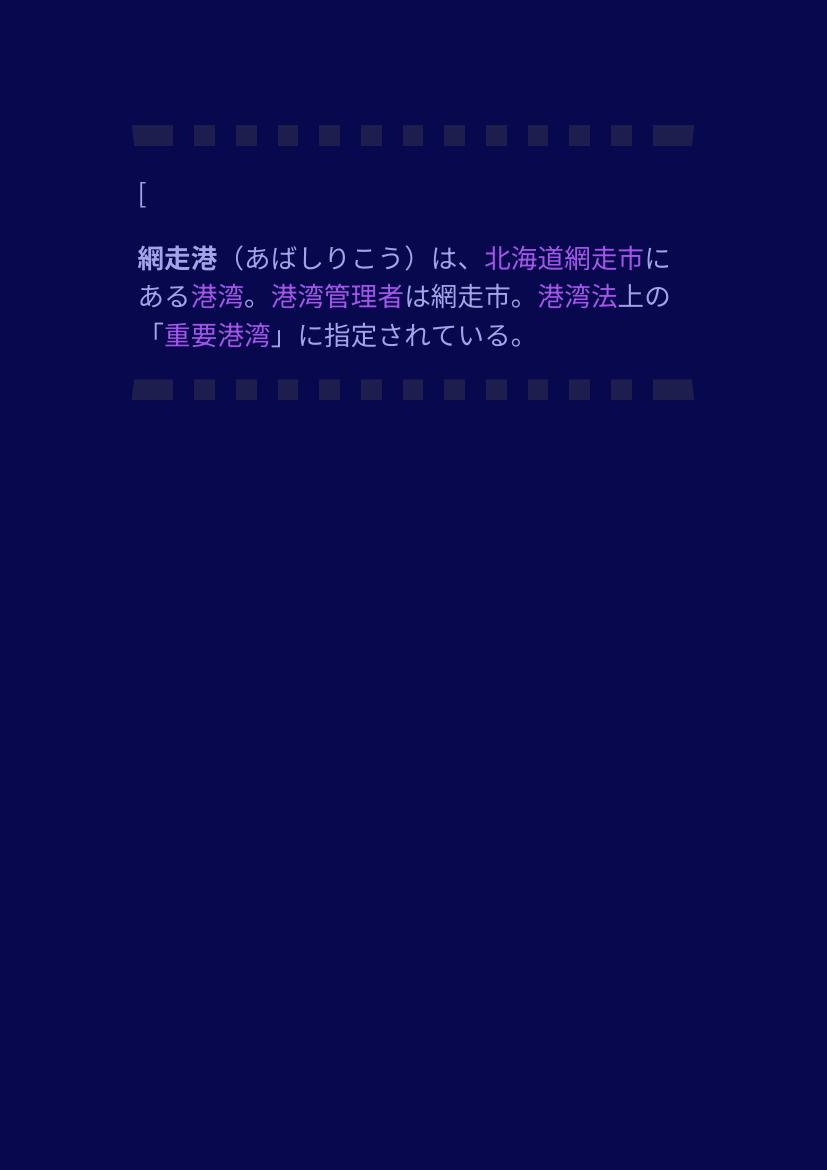 [
網走港（あばしりこう）は、北海道網走市に
ある港湾。港湾管理者は網走市。港湾法上の
「重要港湾」に指定されている。